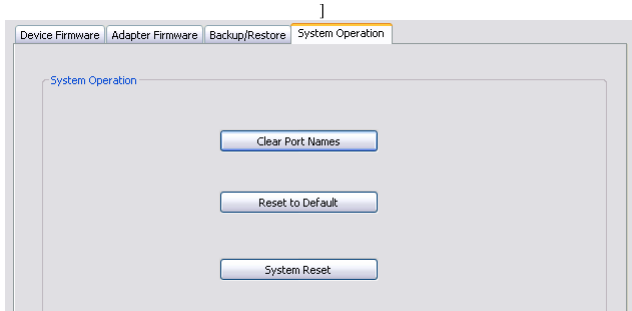 ]
Device Firmware Adapter Firmware Backup/Restore System Operation
System Operation
Clear Port Names
Reset to Default
System Reset